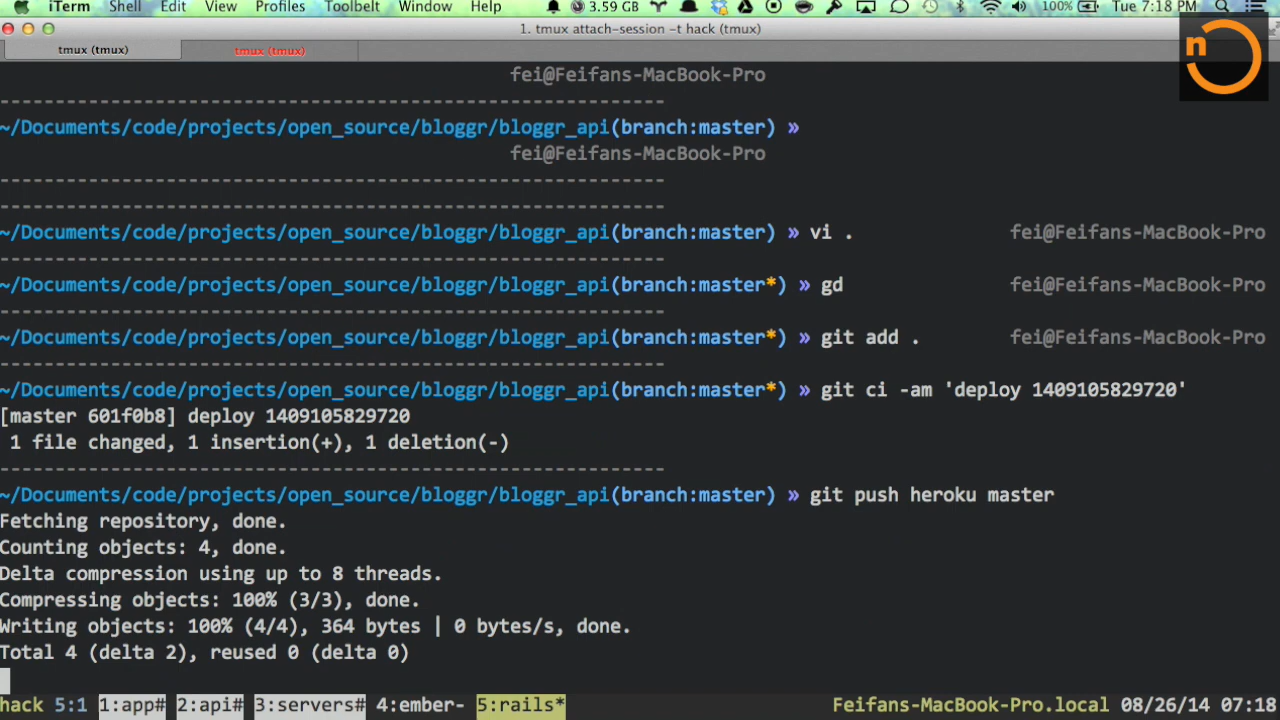 iTerm Shell Edit View Profiles Toolbelt Window Help 3.59 GB 100% Tue 7:18 PM
1. tmux attach-session -t hack (tmux)
tmux (tmux) tmux (tmux)
n
fei@Feifans-MacBook-Pro
------------------------------------------------------------
~/Documents/code/projects/open_source/bloggr/bloggr_api(branch:master) »
fei@Feifans-MacBook-Pro
------------------------------------------------------------
------------------------------------------------------------
~/Documents/code/projects/open_source/bloggr/bloggr_api(branch:master) » vi . fei@Feifans-MacBook-Pro
------------------------------------------------------------
~/Documents/code/projects/open_source/bloggr/bloggr_api(branch:master*) » gd fei@Feifans-MacBook-Pro
------------------------------------------------------------
~/Documents/code/projects/open_source/bloggr/bloggr_api(branch:master*) » git add . fei@Feifans-MacBook-Pro
------------------------------------------------------------
~/Documents/code/projects/open_source/bloggr/bloggr_api(branch:master*) » git ci -am 'deploy 1409105829720'
[master 601f0b8] deploy 1409105829720
1 file changed, 1 insertion(+), 1 deletion(-)
------------------------------------------------------------
~/Documents/code/projects/open_source/bloggr/bloggr_api(branch:master) » git push heroku master
Fetching repository, done.
Counting objects: 4, done.
Delta compression using up to 8 threads.
Compressing objects: 100% (3/3), done.
Writing objects: 100% (4/4), 364 bytes | 0 bytes/s, done.
Total 4 (delta 2), reused 0 (delta 0)
hack 5:1 1:app# 2:api# 3:servers# 4:ember- 5:rails* Feifans-MacBook-Pro.local 08/26/14 07:18